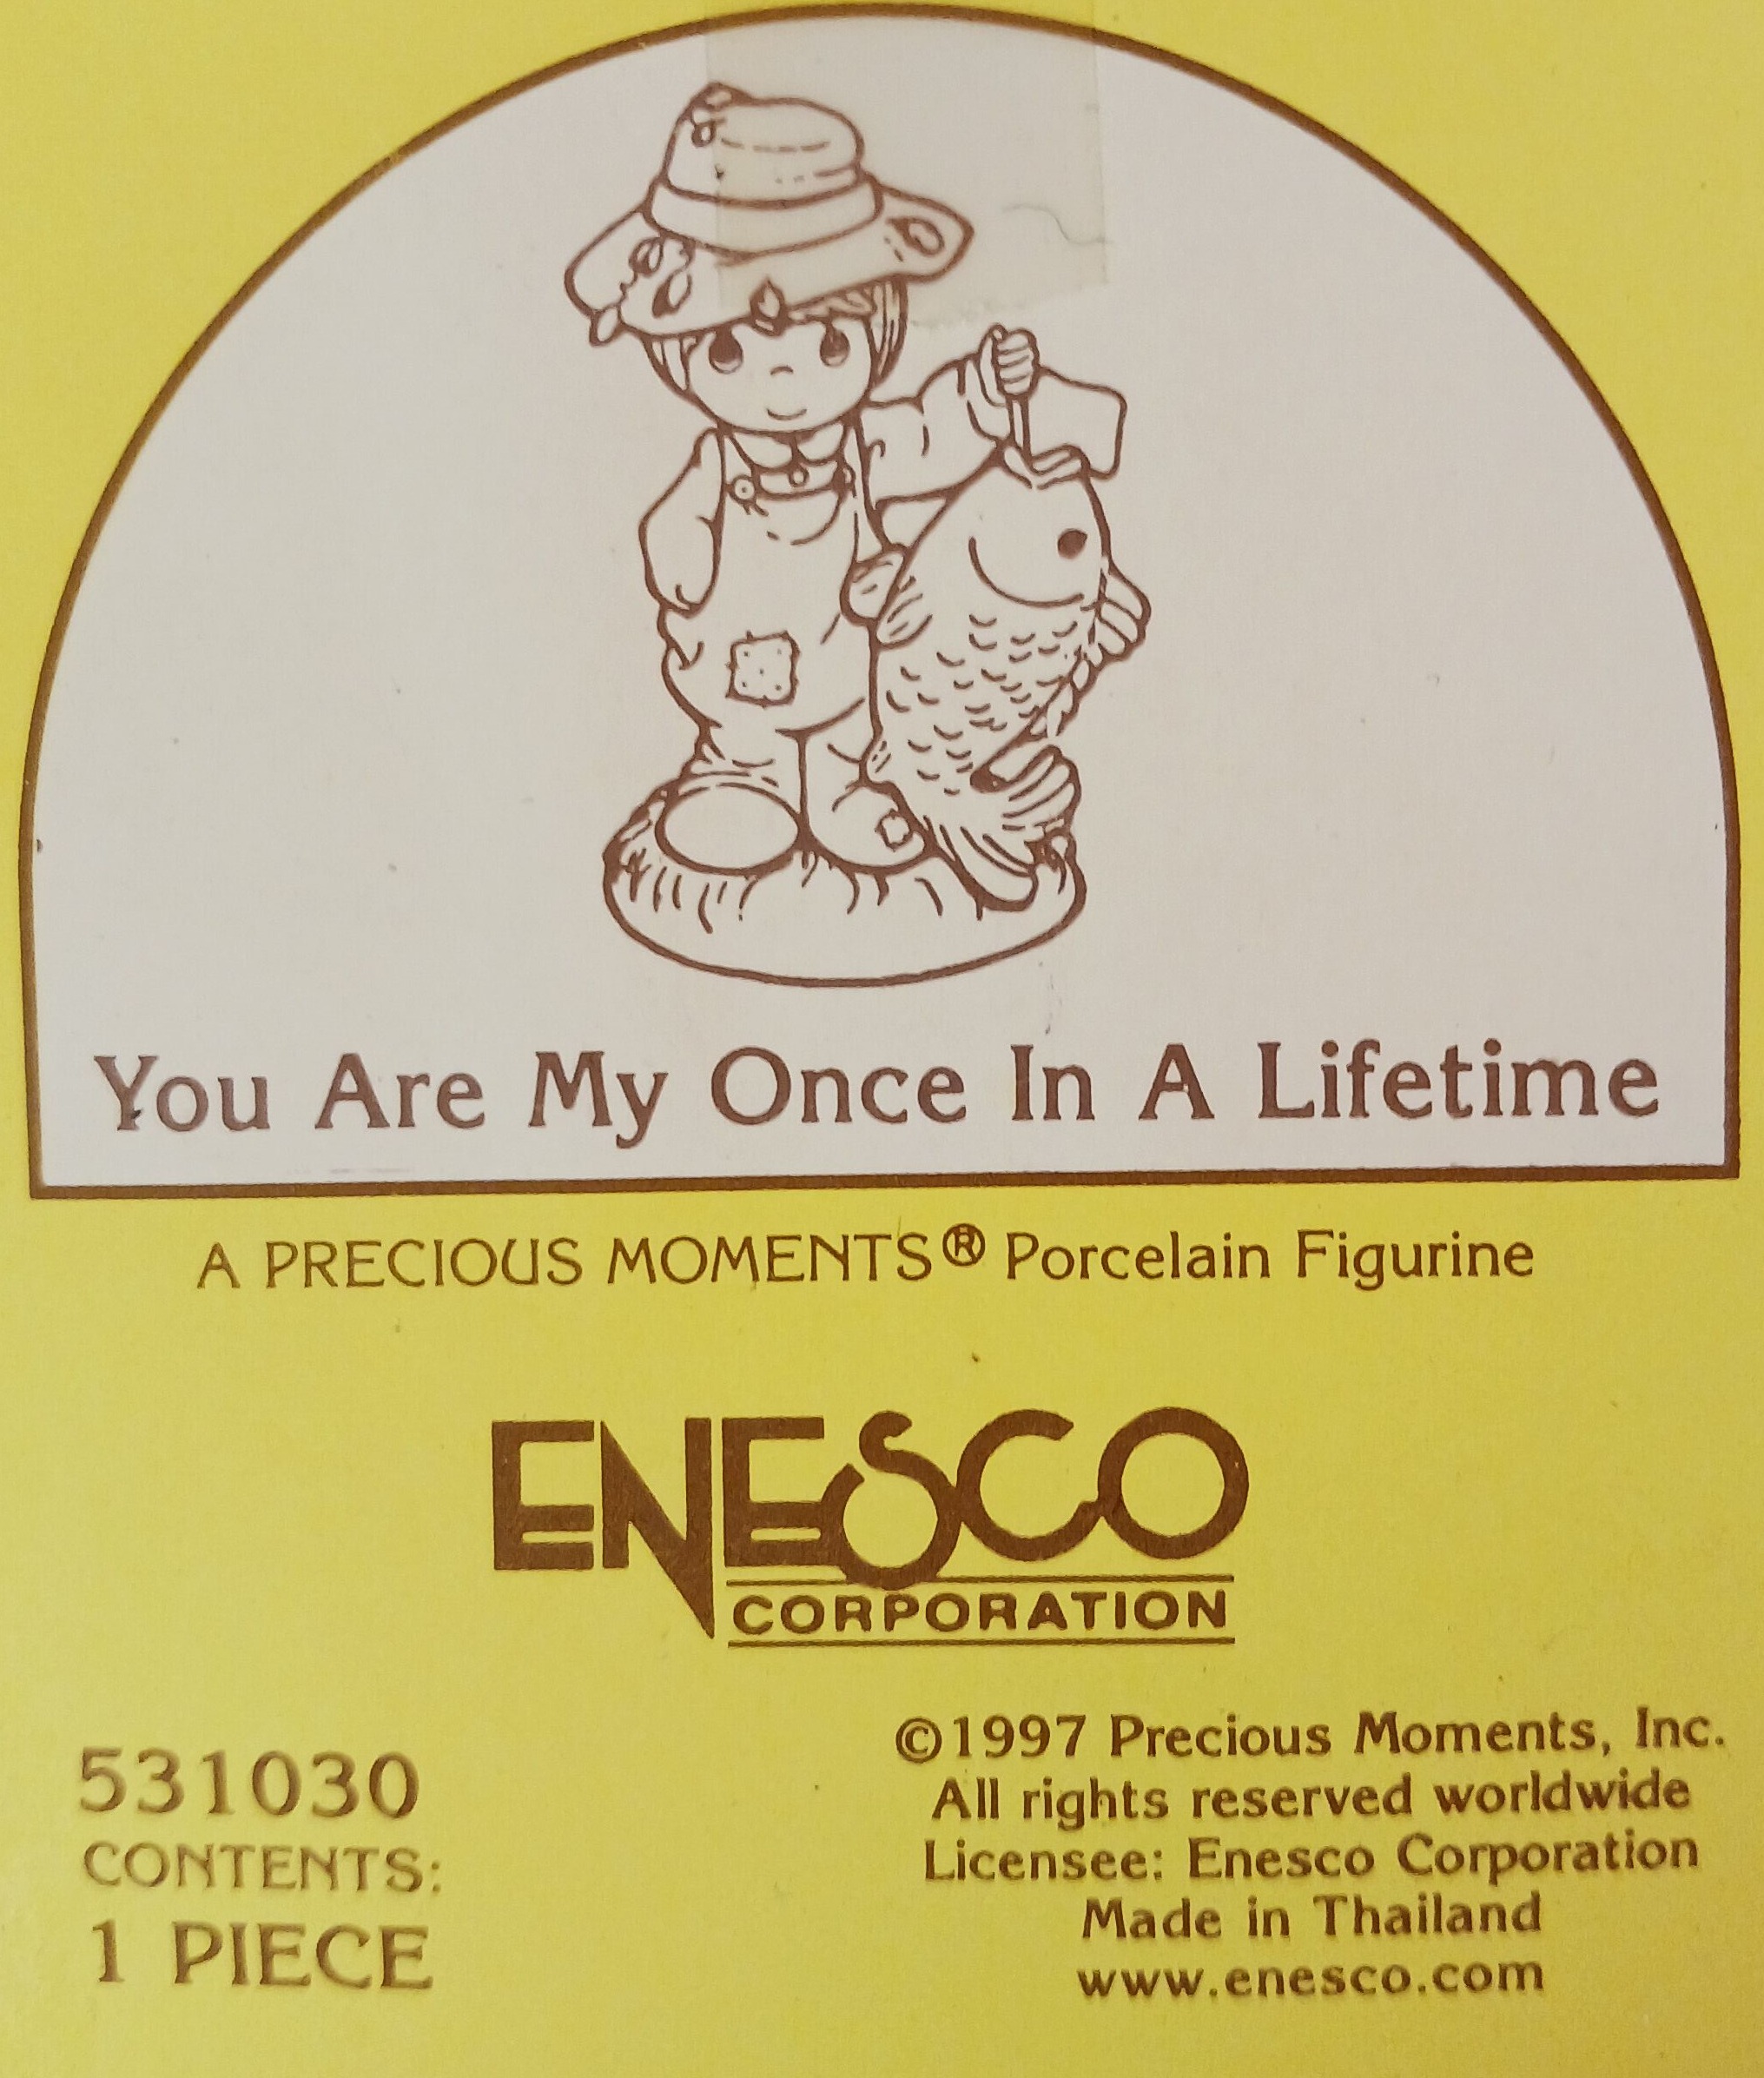 You Are My Once In A Lifetime
A PRECIOUS MOMENTS® Porcelain Figurine
ENESCO
CORPORATION
531030
CONTENTS:
1 PIECE
©1997 Precious Moments, Inc.
All rights reserved worldwide
Licensee: Enesco Corporation
Made in Thailand
www.enesco.com